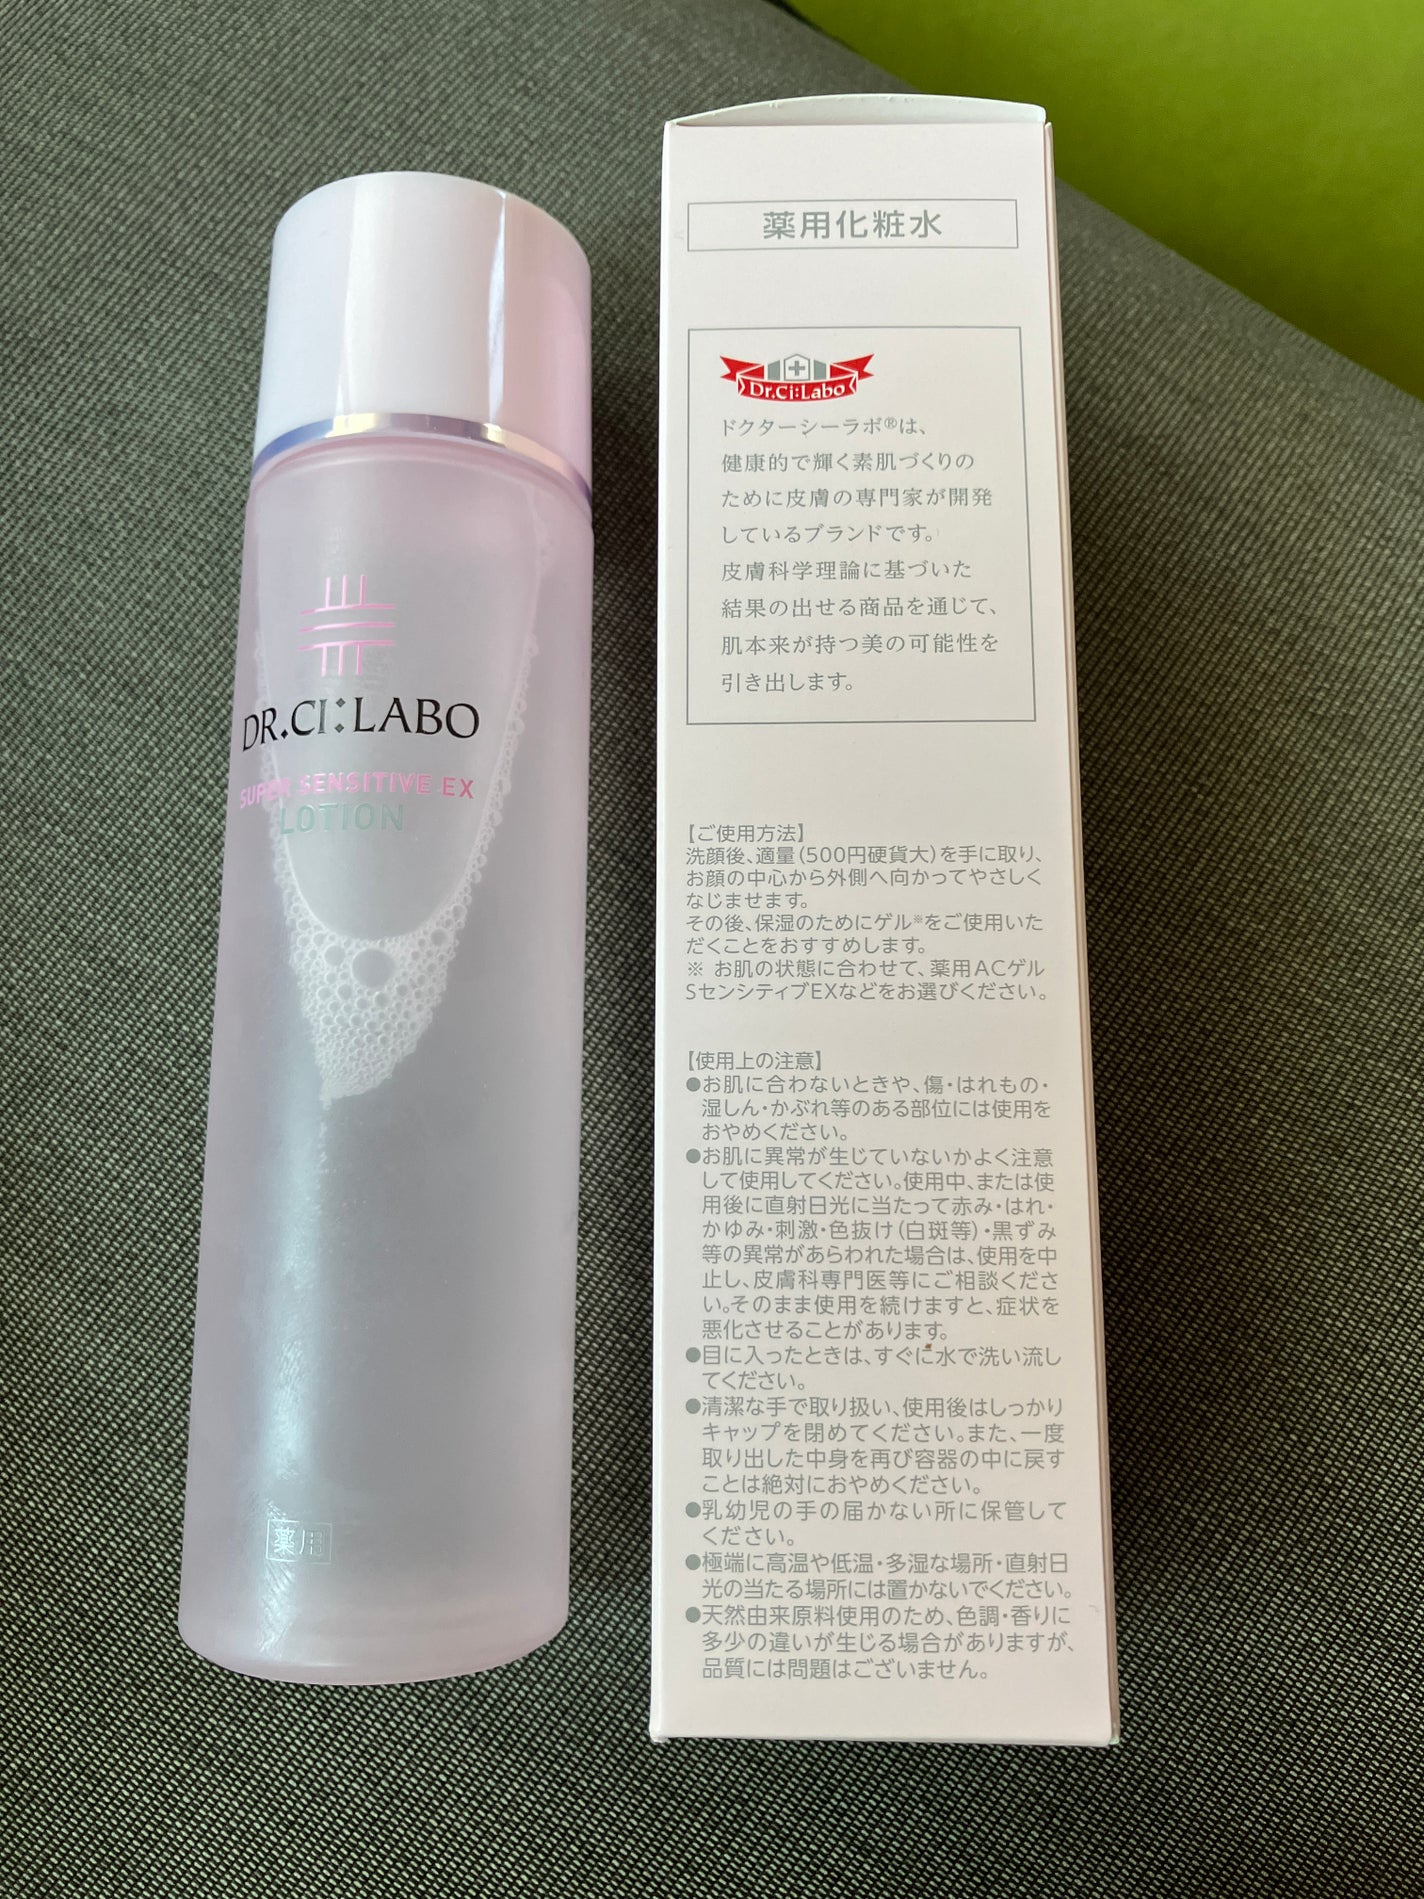 DR.CI:LABO
SUPER SENSITIVE EX
LOTION
薬用
薬用化粧水
Dr.Ci:Labo
ドクターシーラボ®は、
健康的で輝く素肌づくりの
ために皮膚の専門家が開発
しているブランドです。
皮膚科学理論に基づいた
結果の出せる商品を通じて、
肌本来が持つ美の可能性を
引き出します。
【ご使用方法】
洗顔後、適量（500円硬貨大）を手に取り、
お顔の中心から外側へ向かってやさしく
なじませます。
その後、保湿のためにゲル※をご使用いた
だくことをおすすめします。
※ お肌の状態に合わせて、薬用ACゲル
SセンシティブEXなどをお選びください。
【使用上の注意】
●お肌に合わないときや、傷・はれもの・
湿しん・かぶれ等のある部位には使用を
おやめください。
●お肌に異常が生じていないかよく注意
して使用してください。使用中、または使
用後に直射日光に当たって赤み・はれ・
かゆみ・刺激・色抜け（白斑等）・黒ずみ
等の異常があらわれた場合は、使用を中
止し、皮膚科専門医等にご相談くださ
い。そのまま使用を続けますと、症状を
悪化させることがあります。
●目に入ったときは、すぐに水で洗い流し
てください。
●清潔な手で取り扱い、使用後はしっかり
キャップを閉めてください。また、一度
取り出した中身を再び容器の中に戻す
ことは絶対におやめください。
●乳幼児の手の届かない所に保管して
ください。
●極端に高温や低温・多湿な場所・直射日
光の当たる場所には置かないでください。
●天然由来原料使用のため、色調・香りに
多少の違いが生じる場合がありますが、
品質には問題はございません。